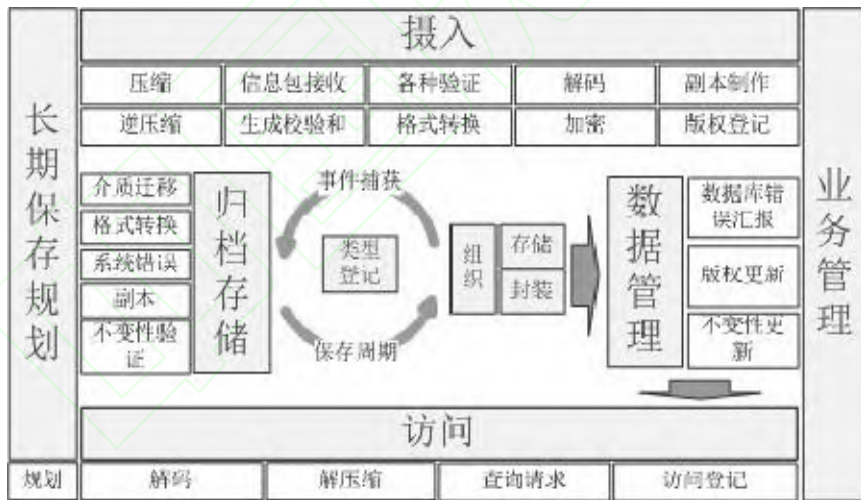 摄入
压缩
信息包接收
各种验证
解码
副本制作
逆压缩
生成校验和
格式转换
加密
版权登记
长期保存规划
介质迁移
格式转换
系统错误
副本
不变性验
证
归档存储
事件捕获
类型
登记
保存周期
组织
存储
封装
数据管理
数据库错
误汇报
版权更新
不变性更
新
业务管理
访问
规划
解码
解压缩
查询请求
访问登记